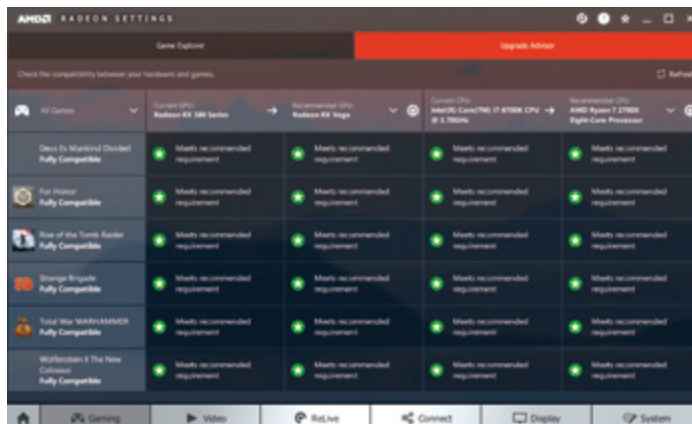 AMD RADEON SETTINGS
Game Explorer
Upgrade Advisor
Check the compatibility between your hardware and games.
Refresh
All Games
Current GPU:
Radeon RX 580 Series
Recommended GPU:
Radeon RX Vega
Current CPU:
Intel(R) Core(TM) i7-8700K CPU
@ 3.70GHz
Recommended CPU:
AMD Ryzen 7 2700X
Eight-Core Processor
Deus Ex Mankind Divided
Fully Compatible
Meets recommended
requirement
Meets recommended
requirement
Meets recommended
requirement
Meets recommended
requirement
For Honor
Fully Compatible
Meets recommended
requirement
Meets recommended
requirement
Meets recommended
requirement
Meets recommended
requirement
Rise of the Tomb Raider
Fully Compatible
Meets recommended
requirement
Meets recommended
requirement
Meets recommended
requirement
Meets recommended
requirement
SB
Strange Brigade
Fully Compatible
Meets recommended
requirement
Meets recommended
requirement
Meets recommended
requirement
Meets recommended
requirement
Total War WARHAMMER
Fully Compatible
Meets recommended
requirement
Meets recommended
requirement
Meets recommended
requirement
Meets recommended
requirement
Wolfenstein II The New
Colossus
Fully Compatible
Meets recommended
requirement
Meets recommended
requirement
Meets recommended
requirement
Meets recommended
requirement
Gaming
Video
ReLive
Connect
Display
System